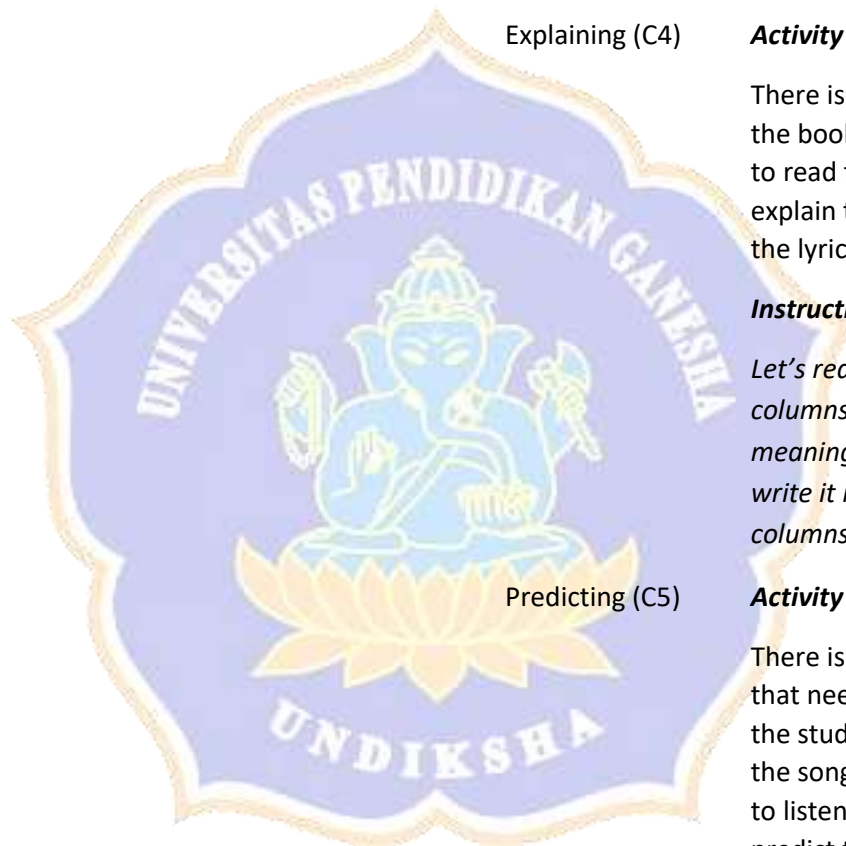 Explaining (C4) Activity
There is
the book
to read
explain
the lyric
Instructi
Let's rea
columns
meaning
write it
columns
Predicting (C5) Activity
There is
that nee
the stud
the song
to listen
UNIVERSITAS PENDIDIKAN GANESHA
UNDIKSHA